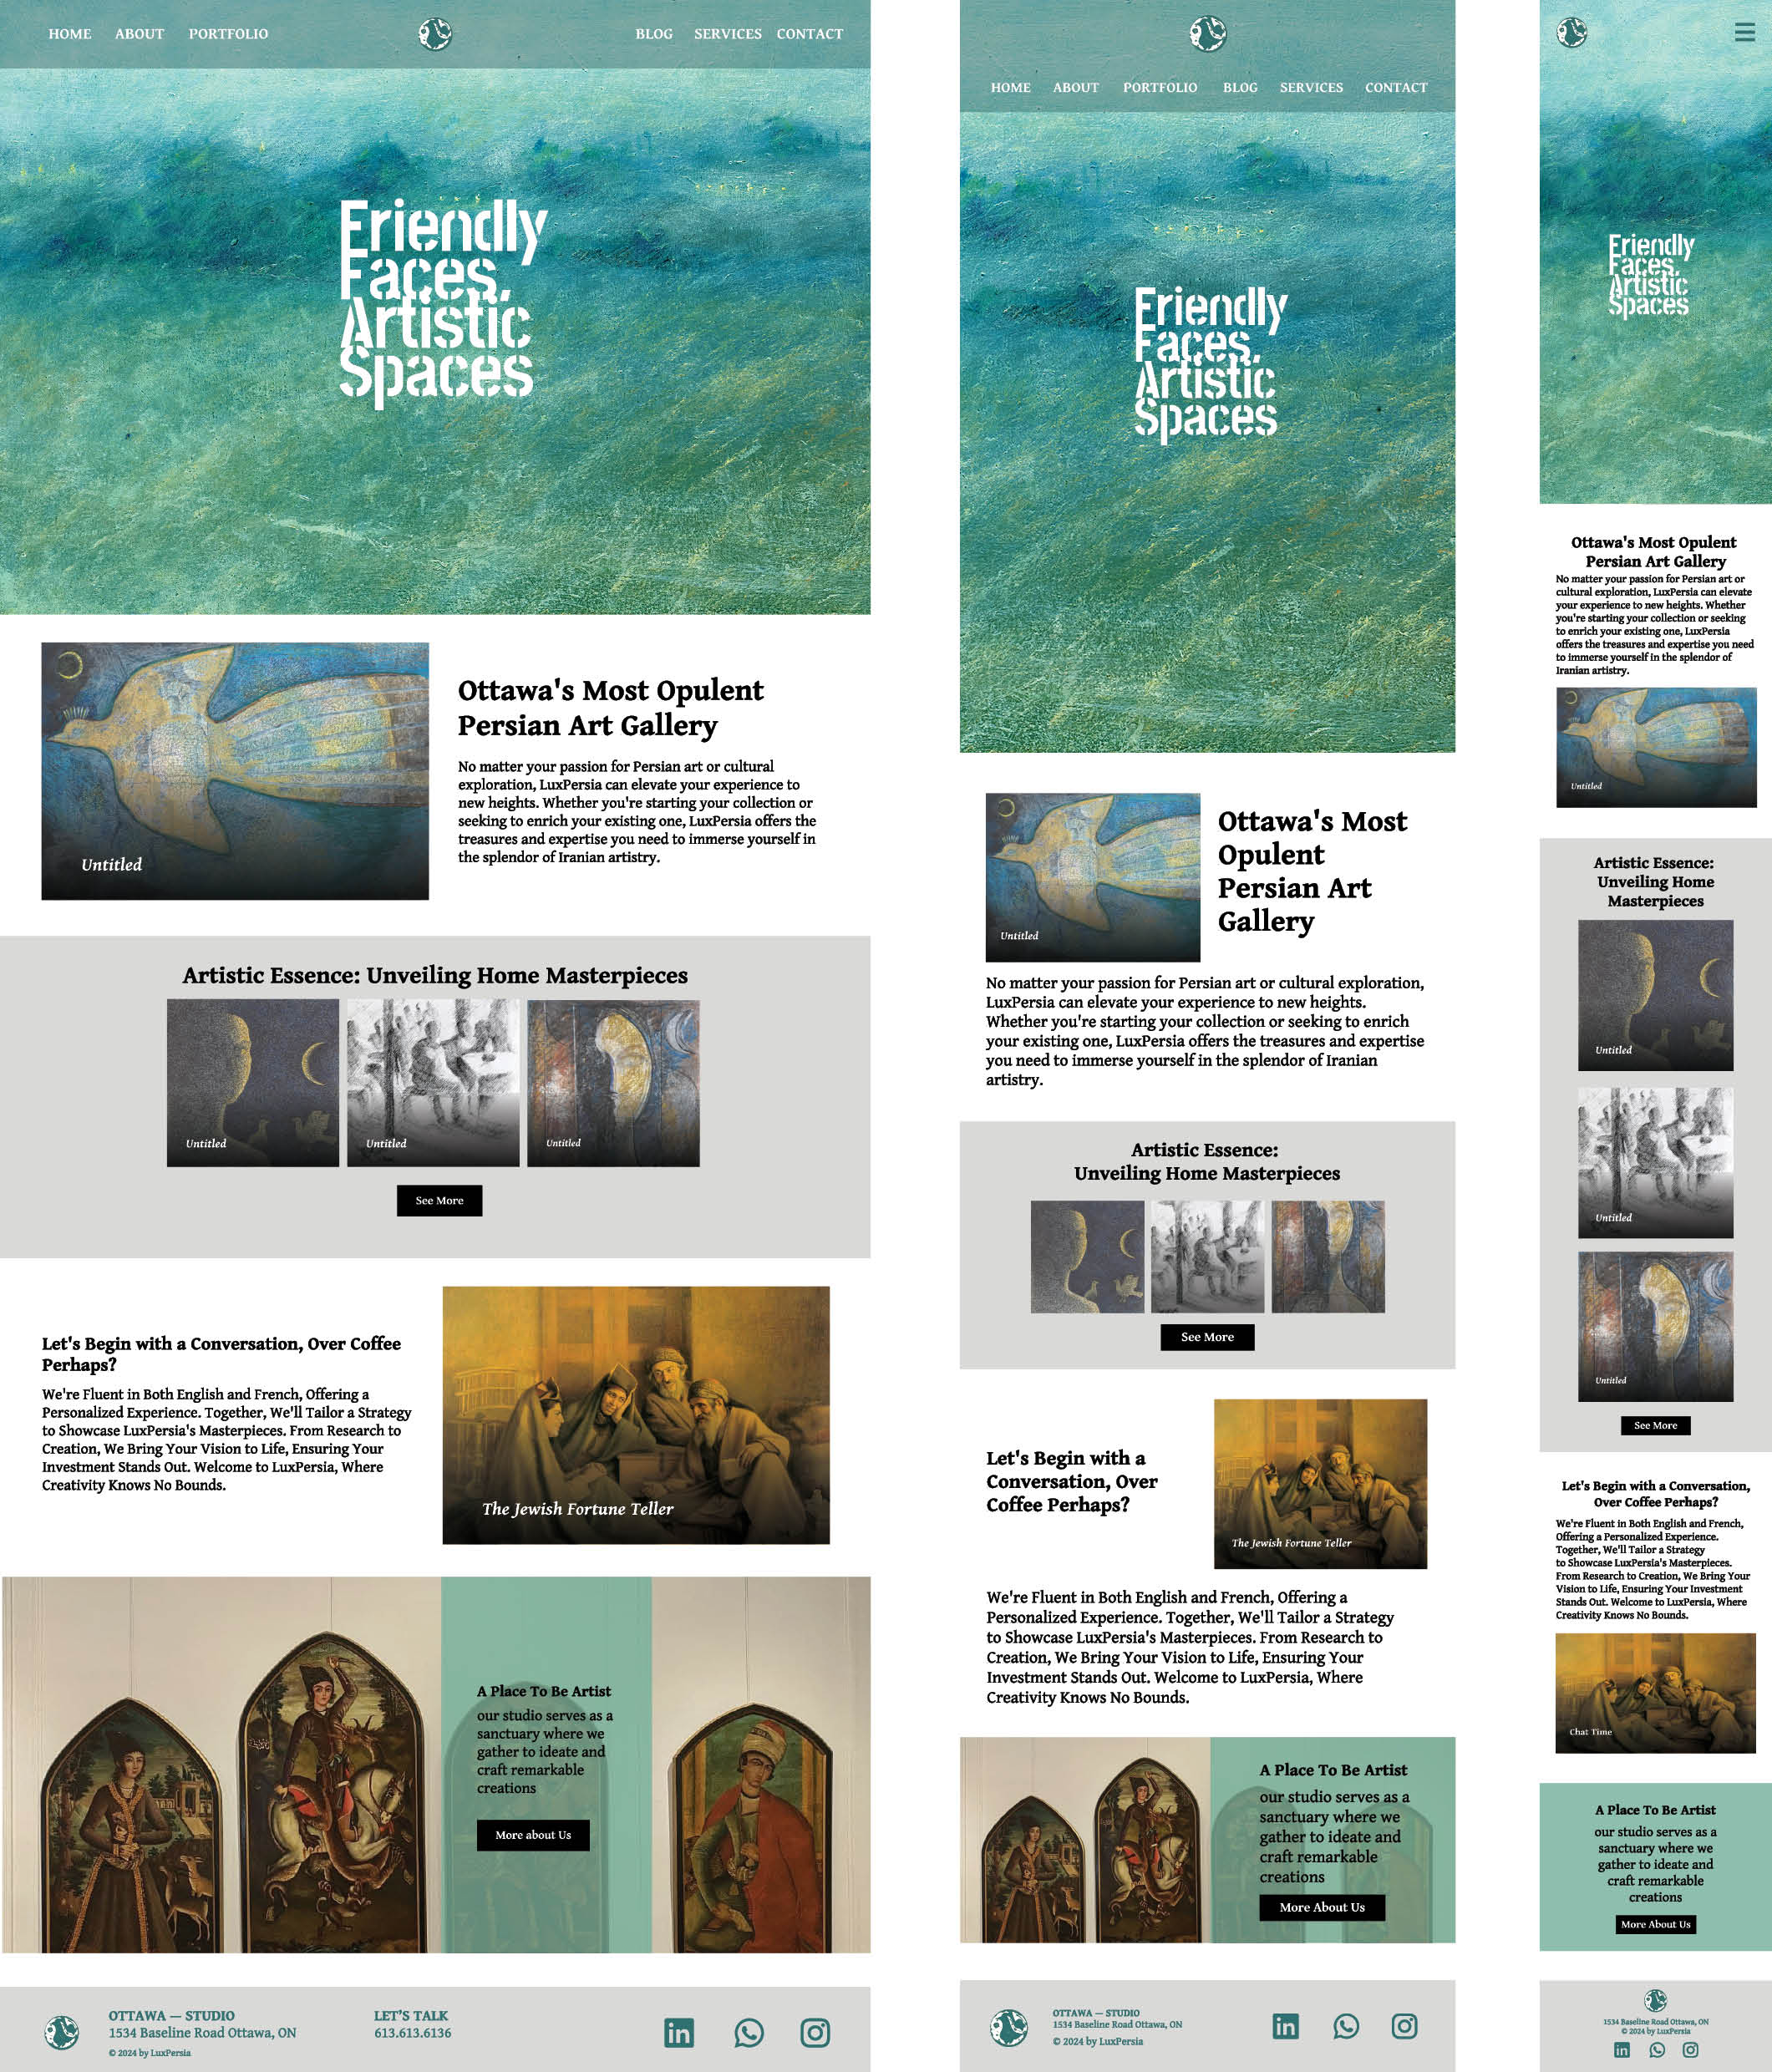 HOME ABOUT PORTFOLIO BLOG SERVICES CONTACT
Friendly
Faces,
Artistic
Spaces
Untitled
Ottawa's Most Opulent
Persian Art Gallery
No matter your passion for Persian art or cultural
exploration, LuxPersia can elevate your experience to
new heights. Whether you're starting your collection or
seeking to enrich your existing one, LuxPersia offers the
treasures and expertise you need to immerse yourself in
the splendor of Iranian artistry.
Artistic Essence: Unveiling Home Masterpieces
Untitled
Untitled
Untitled
See More
Let's Begin with a Conversation, Over Coffee
Perhaps?
We're Fluent in Both English and French, Offering a
Personalized Experience. Together, We'll Tailor a Strategy
to Showcase LuxPersia's Masterpieces. From Research to
Creation, We Bring Your Vision to Life, Ensuring Your
Investment Stands Out. Welcome to LuxPersia, Where
Creativity Knows No Bounds.
The Jewish Fortune Teller
A Place To Be Artist
our studio serves as a
sanctuary where we
gather to ideate and
craft remarkable
creations
More about Us
OTTAWA — STUDIO
1534 Baseline Road Ottawa, ON
© 2024 by LuxPersia
LET'S TALK
613.613.6136
in
HOME ABOUT PORTFOLIO BLOG SERVICES CONTACT
Friendly
Faces,
Artistic
Spaces
Untitled
Ottawa's Most
Opulent
Persian Art
Gallery
No matter your passion for Persian art or cultural exploration,
LuxPersia can elevate your experience to new heights.
Whether you're starting your collection or seeking to enrich
your existing one, LuxPersia offers the treasures and expertise
you need to immerse yourself in the splendor of Iranian
artistry.
Artistic Essence:
Unveiling Home Masterpieces
See More
Let's Begin with a
Conversation, Over
Coffee Perhaps?
The Jewish Fortune Teller
We're Fluent in Both English and French, Offering a
Personalized Experience. Together, We'll Tailor a Strategy
to Showcase LuxPersia's Masterpieces. From Research to
Creation, We Bring Your Vision to Life, Ensuring Your
Investment Stands Out. Welcome to LuxPersia, Where
Creativity Knows No Bounds.
A Place To Be Artist
our studio serves as a
sanctuary where we
gather to ideate and
craft remarkable
creations
More About Us
OTTAWA — STUDIO
1534 Baseline Road Ottawa, ON
© 2024 by LuxPersia
in
Friendly
Faces,
Artistic
Spaces
Ottawa's Most Opulent
Persian Art Gallery
No matter your passion for Persian art or
cultural exploration, LuxPersia can elevate
your experience to new heights. Whether
you're starting your collection or seeking
to enrich your existing one, LuxPersia
offers the treasures and expertise you need
to immerse yourself in the splendor of
Iranian artistry.
Untitled
Artistic Essence:
Unveiling Home
Masterpieces
Untitled
Untitled
Untitled
See More
Let's Begin with a Conversation,
Over Coffee Perhaps?
We're Fluent in Both English and French,
Offering a Personalized Experience.
Together, We'll Tailor a Strategy
to Showcase LuxPersia's Masterpieces.
From Research to Creation, We Bring Your
Vision to Life, Ensuring Your Investment
Stands Out. Welcome to LuxPersia, Where
Creativity Knows No Bounds.
Chat Time
A Place To Be Artist
our studio serves as a
sanctuary where we
gather to ideate and
craft remarkable
creations
More About Us
1534 Baseline Road Ottawa, ON
© 2024 by LuxPersia
in